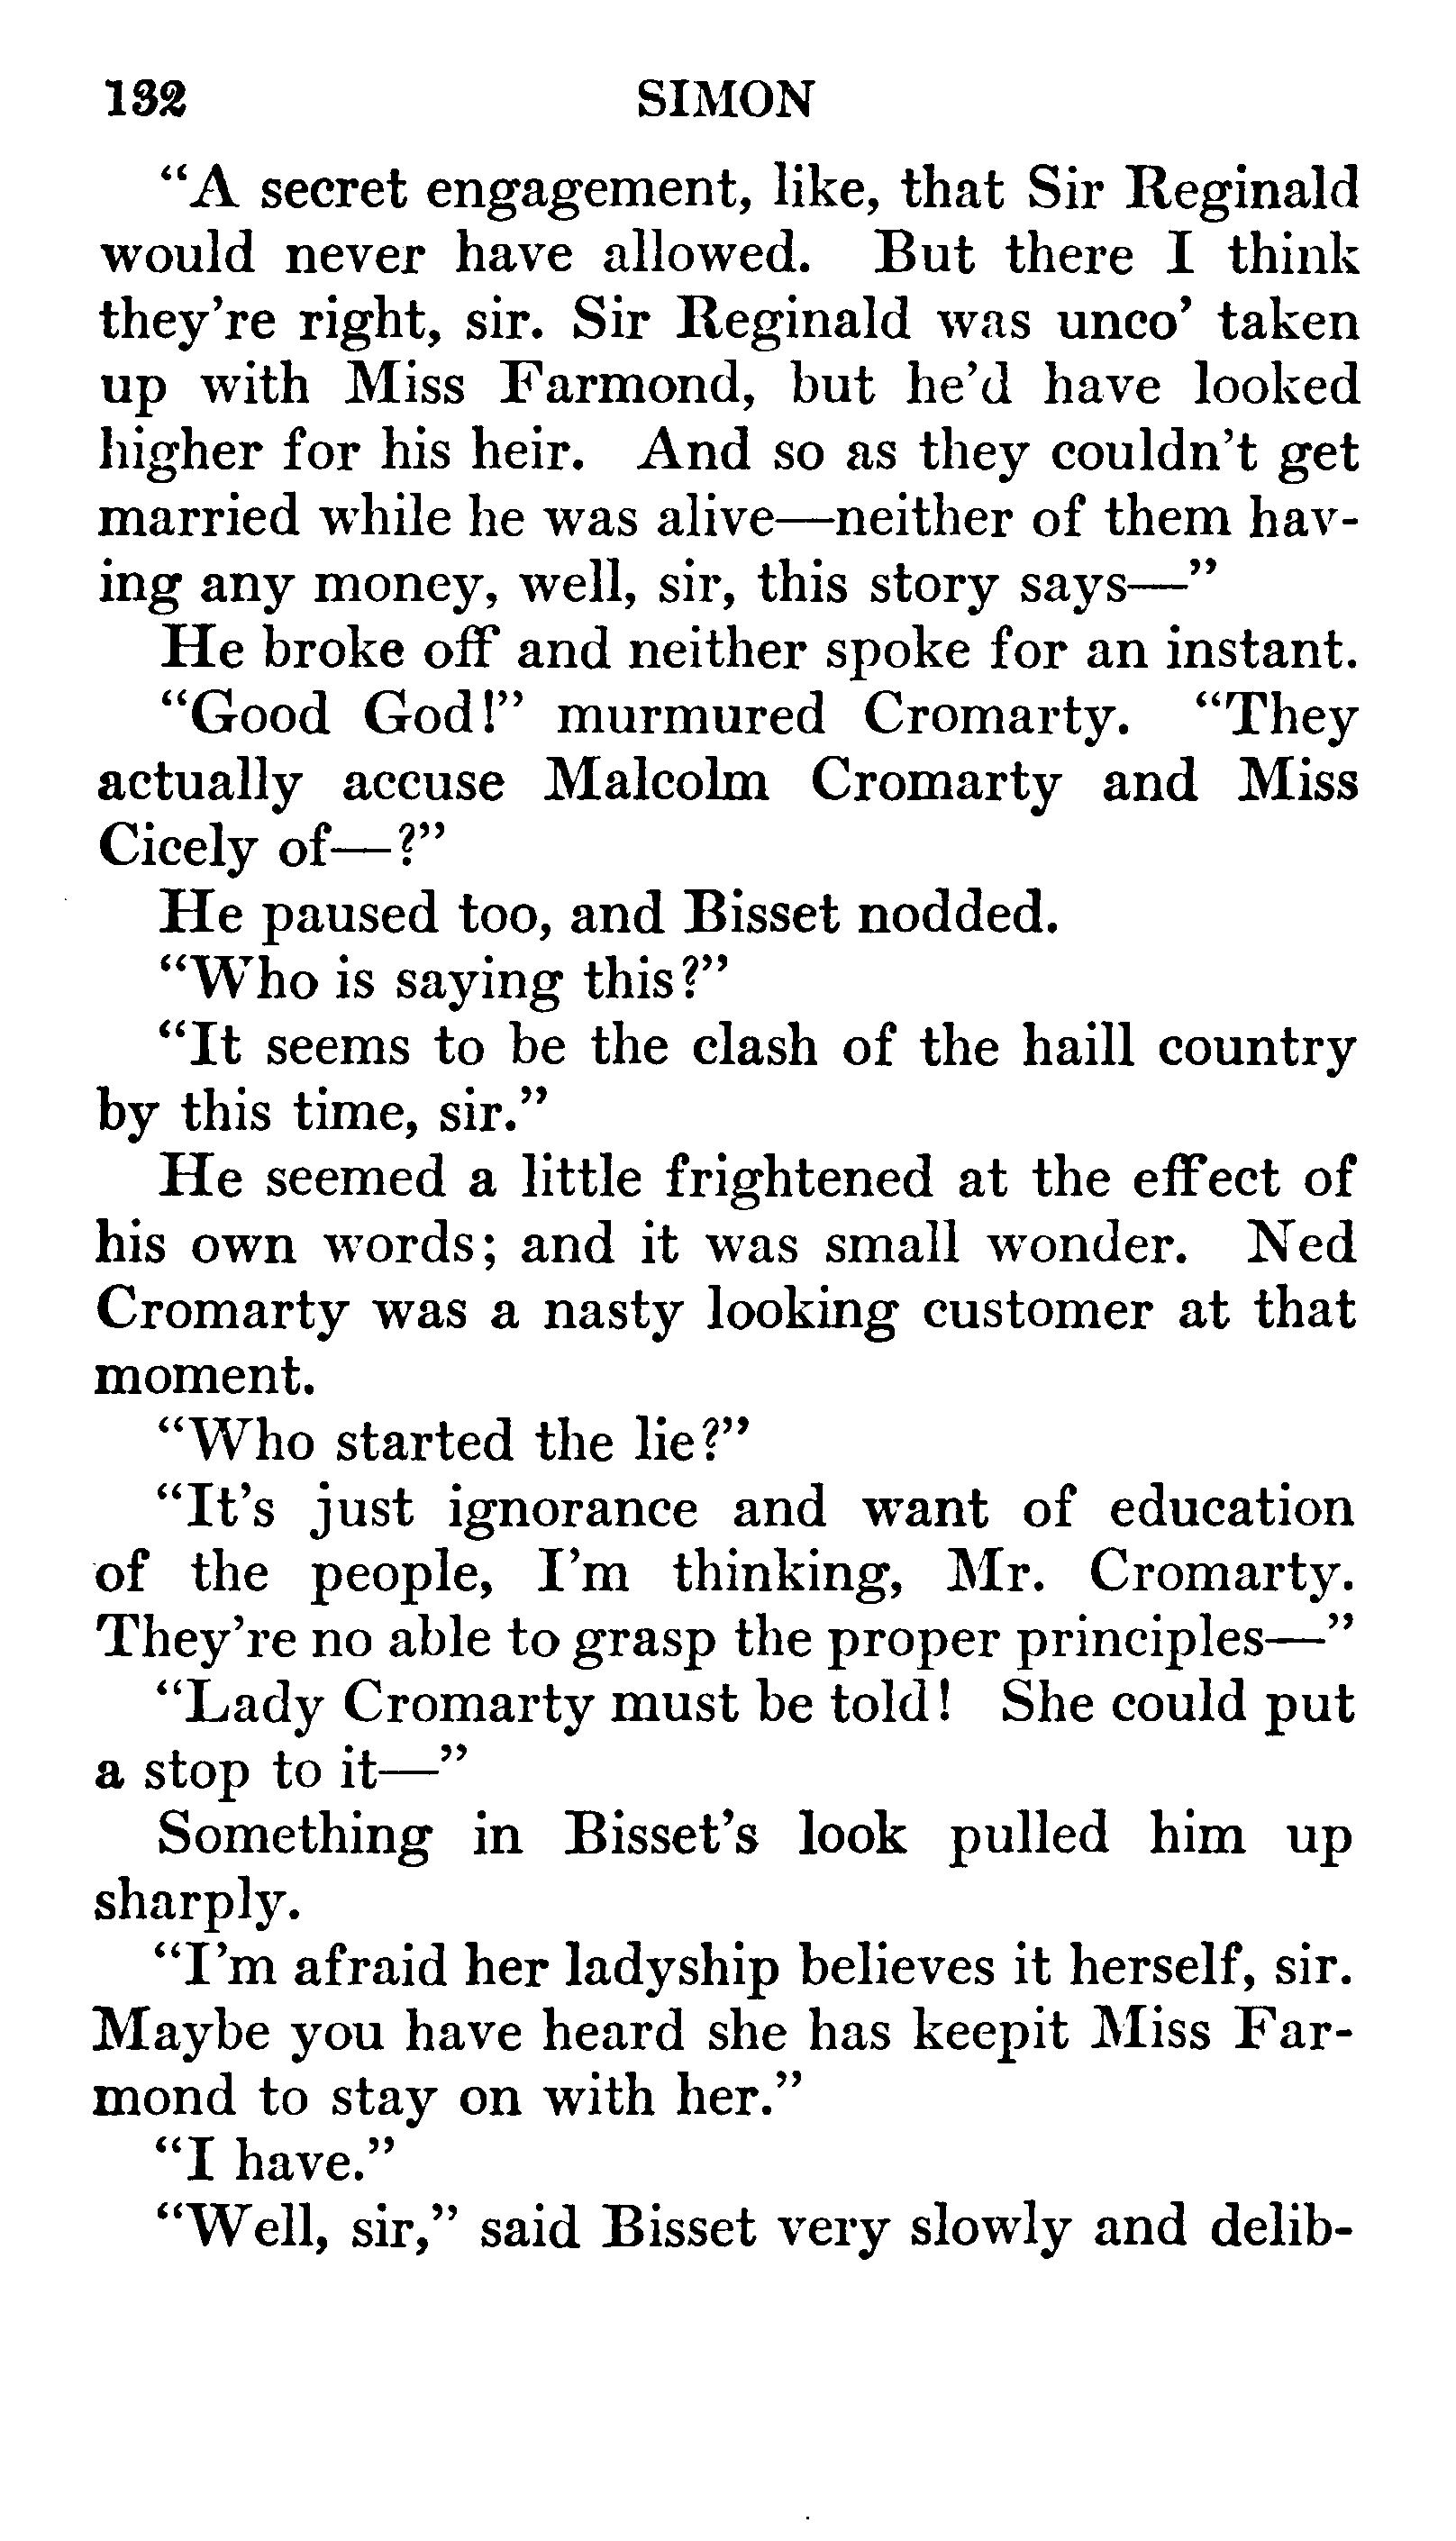 132 SIMON
"A secret engagement, like, that Sir Reginald
would never have allowed. But there I think
they're right, sir. Sir Reginald was unco' taken
up with Miss Farmond, but he'd have looked
higher for his heir. And so as they couldn't get
married while he was alive—neither of them hav-
ing any money, well, sir, this story says—"
He broke off and neither spoke for an instant.
"Good God!" murmured Cromarty. "They
actually accuse Malcolm Cromarty and Miss
Cicely of—?"
He paused too, and Bisset nodded.
"Who is saying this?"
"It seems to be the clash of the haill country
by this time, sir."
He seemed a little frightened at the effect of
his own words; and it was small wonder. Ned
Cromarty was a nasty looking customer at that
moment.
"Who started the lie?"
"It's just ignorance and want of education
of the people, I'm thinking, Mr. Cromarty.
They're no able to grasp the proper principles—"
"Lady Cromarty must be told! She could put
a stop to it—"
Something in Bisset's look pulled him up
sharply.
"I'm afraid her ladyship believes it herself, sir.
Maybe you have heard she has keepit Miss Far-
mond to stay on with her."
"I have."
"Well, sir," said Bisset very slowly and delib-